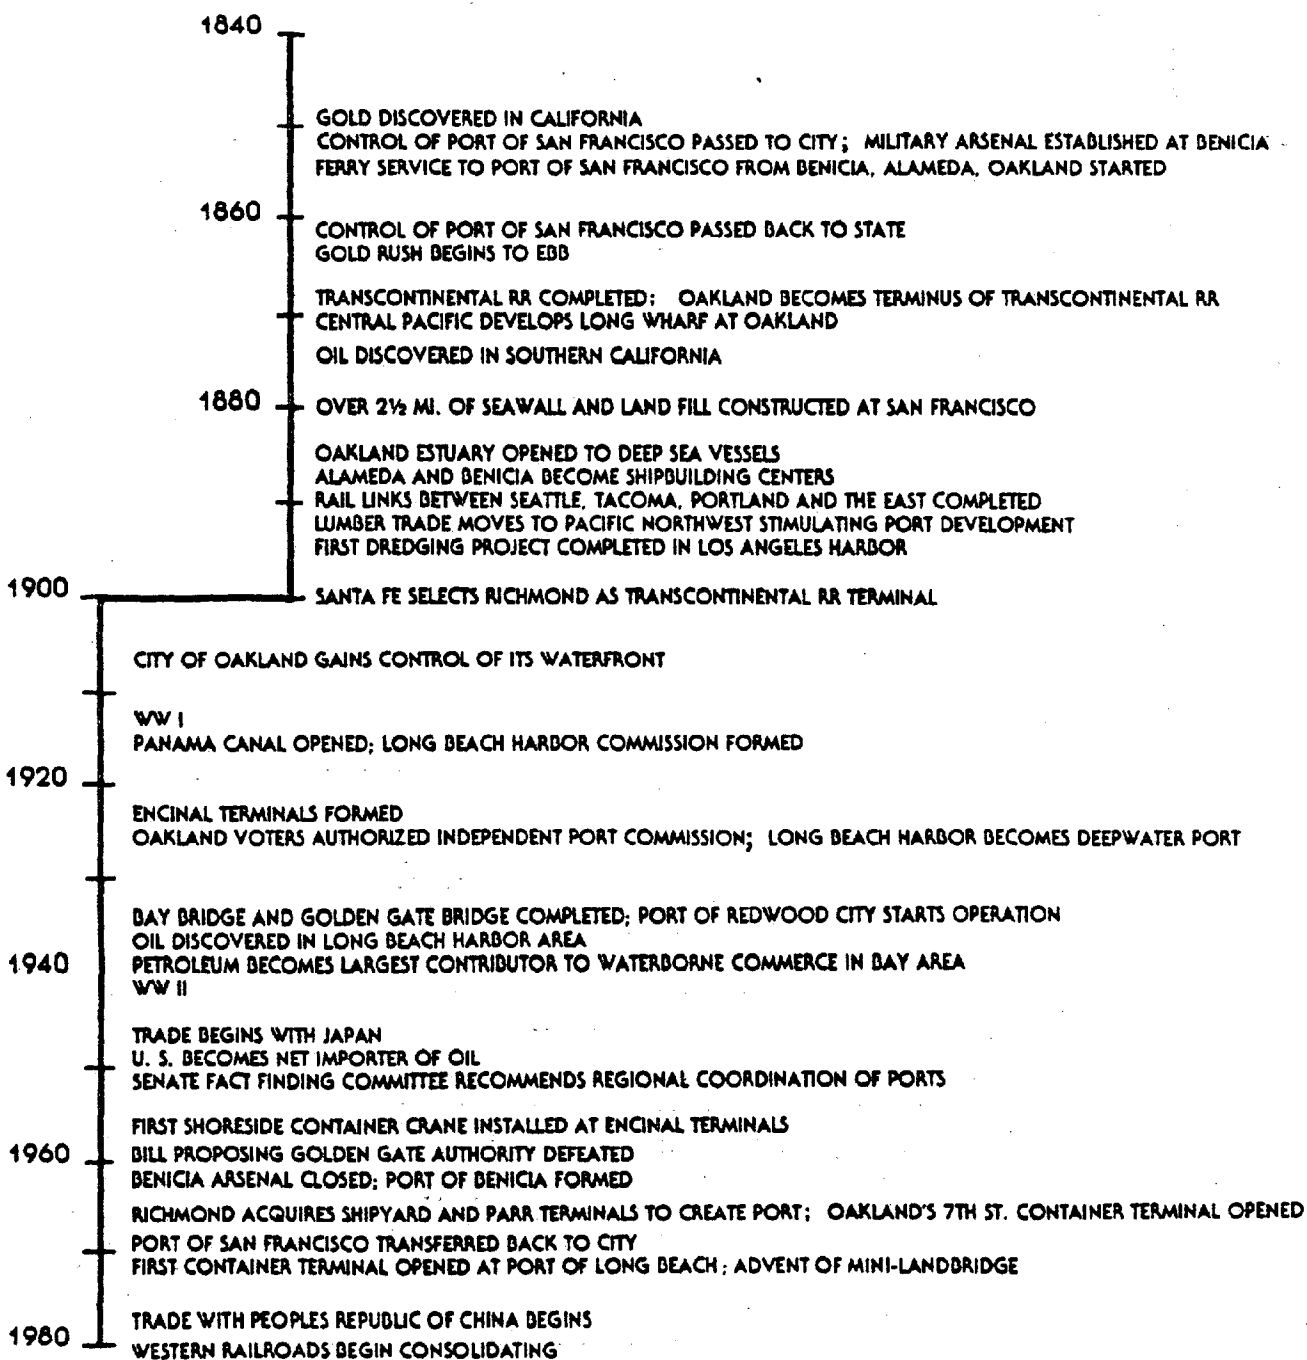 1840
GOLD DISCOVERED IN CALIFORNIA
CONTROL OF PORT OF SAN FRANCISCO PASSED TO CITY; MILITARY ARSENAL ESTABLISHED AT BENICIA
FERRY SERVICE TO PORT OF SAN FRANCISCO FROM BENICIA, ALAMEDA, OAKLAND STARTED
1860
CONTROL OF PORT OF SAN FRANCISCO PASSED BACK TO STATE
GOLD RUSH BEGINS TO EBB
TRANSCONTINENTAL RR COMPLETED; OAKLAND BECOMES TERMINUS OF TRANSCONTINENTAL RR
CENTRAL PACIFIC DEVELOPS LONG WHARF AT OAKLAND
OIL DISCOVERED IN SOUTHERN CALIFORNIA
1880 OVER 2½ MI. OF SEAWALL AND LAND FILL CONSTRUCTED AT SAN FRANCISCO
OAKLAND ESTUARY OPENED TO DEEP SEA VESSELS
ALAMEDA AND BENICIA BECOME SHIPBUILDING CENTERS
RAIL LINKS BETWEEN SEATTLE, TACOMA, PORTLAND AND THE EAST COMPLETED
LUMBER TRADE MOVES TO PACIFIC NORTHWEST STIMULATING PORT DEVELOPMENT
FIRST DREDGING PROJECT COMPLETED IN LOS ANGELES HARBOR
1900 SANTA FE SELECTS RICHMOND AS TRANSCONTINENTAL RR TERMINAL
CITY OF OAKLAND GAINS CONTROL OF ITS WATERFRONT
WW I
PANAMA CANAL OPENED; LONG BEACH HARBOR COMMISSION FORMED
1920
ENCINAL TERMINALS FORMED
OAKLAND VOTERS AUTHORIZED INDEPENDENT PORT COMMISSION; LONG BEACH HARBOR BECOMES DEEPWATER PORT
BAY BRIDGE AND GOLDEN GATE BRIDGE COMPLETED; PORT OF REDWOOD CITY STARTS OPERATION
OIL DISCOVERED IN LONG BEACH HARBOR AREA
1940 PETROLEUM BECOMES LARGEST CONTRIBUTOR TO WATERBORNE COMMERCE IN BAY AREA
WW II
TRADE BEGINS WITH JAPAN
U. S. BECOMES NET IMPORTER OF OIL
SENATE FACT FINDING COMMITTEE RECOMMENDS REGIONAL COORDINATION OF PORTS
FIRST SHORESIDE CONTAINER CRANE INSTALLED AT ENCINAL TERMINALS
1960 BILL PROPOSING GOLDEN GATE AUTHORITY DEFEATED
BENICIA ARSENAL CLOSED; PORT OF BENICIA FORMED
RICHMOND ACQUIRES SHIPYARD AND PARR TERMINALS TO CREATE PORT; OAKLAND'S 7TH ST. CONTAINER TERMINAL OPENED
PORT OF SAN FRANCISCO TRANSFERRED BACK TO CITY
FIRST CONTAINER TERMINAL OPENED AT PORT OF LONG BEACH; ADVENT OF MINI-LANDBRIDGE
TRADE WITH PEOPLES REPUBLIC OF CHINA BEGINS
1980 WESTERN RAILROADS BEGIN CONSOLIDATING